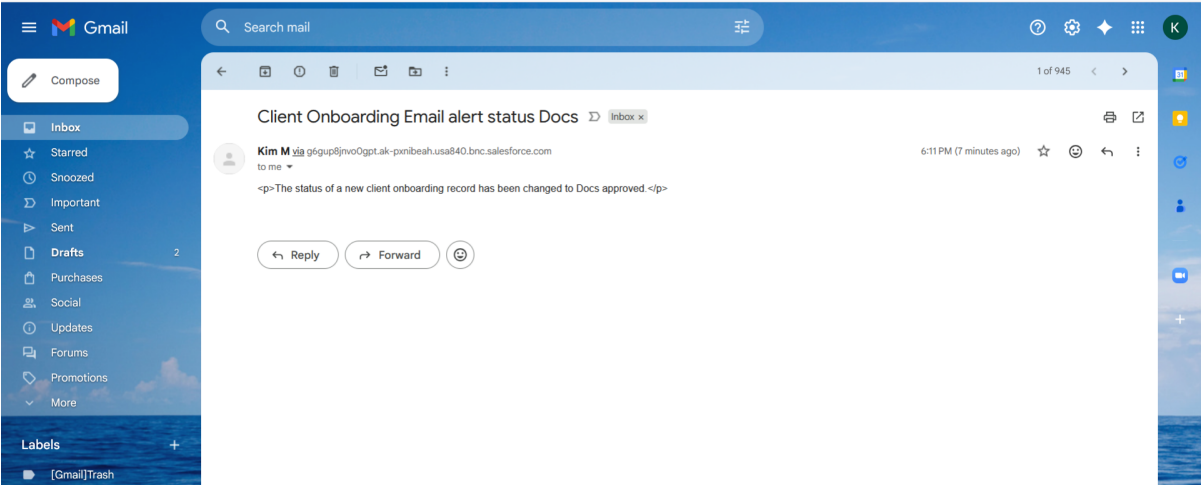 Gmail
Search mail
K
Compose
1 of 945
31
Inbox
Starred
Snoozed
Important
Sent
Drafts 2
Purchases
Social
Updates
Forums
Promotions
More
Labels
[Gmail]Trash
Client Onboarding Email alert status Docs Inbox x
Kim M via g6gup8jnvo0gpt.ak-pxnibeah.usa840.bnc.salesforce.com 6:11 PM (7 minutes ago)
to me
<p>The status of a new client onboarding record has been changed to Docs approved.</p>
Reply Forward